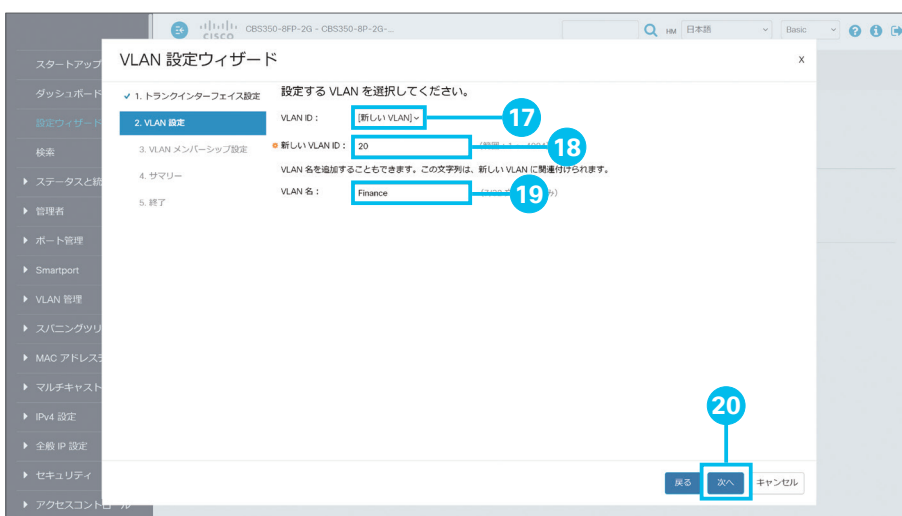 cisco
CBS350-8FP-2G - CBS350-8P-2G-...
HM
日本語
Basic
VLAN 設定ウィザード
x
スタートアップ
ダッシュボード
設定ウィザード
検索
ステータスと統
管理者
ポート管理
Smartport
VLAN 管理
スパニングツリ
MAC アドレステ
マルチキャスト
IPv4 設定
全般 IP 設定
セキュリティ
アクセスコントロール
✓ 1. トランクインターフェイス設定
2. VLAN 設定
3. VLAN メンバーシップ設定
4. サマリー
5. 終了
設定する VLAN を選択してください。
VLAN ID：
[新しい VLAN]
17
新しい VLAN ID：
20
18
VLAN 名を追加することもできます。この文字列は、新しい VLAN に関連付けられます。
VLAN 名：
Finance
19
20
戻る
次へ
キャンセル